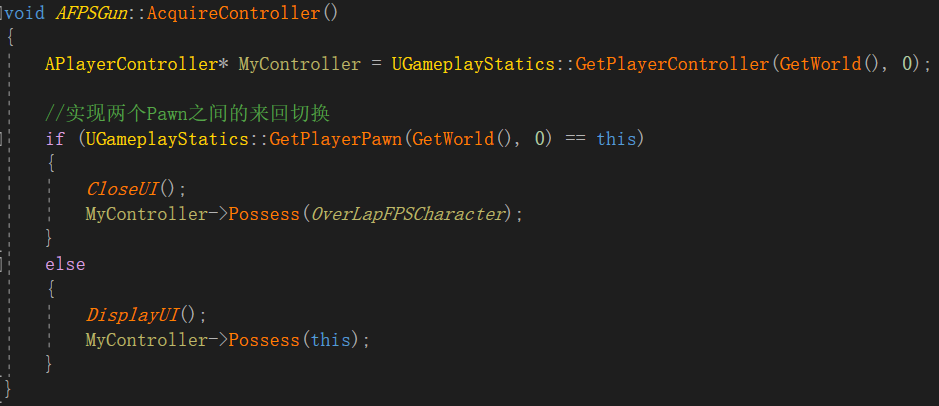 void AFPSGun::AcquireController()
{
APlayerController* MyController = UGameplayStatics::GetPlayerController(GetWorld(), 0);
//实现两个Pawn之间的来回切换
if (UGameplayStatics::GetPlayerPawn(GetWorld(), 0) == this)
{
CloseUI();
MyController->Possess(OverLapFPSCharacter);
}
else
{
DisplayUI();
MyController->Possess(this);
}
}